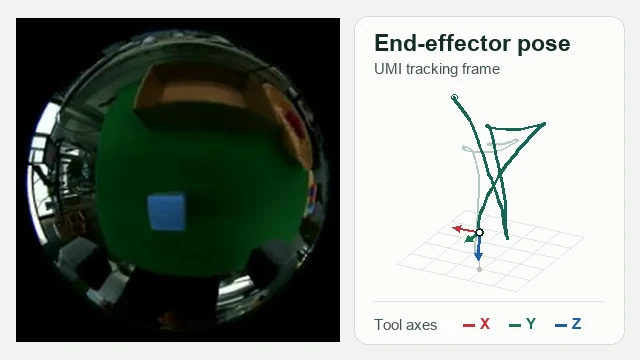 End-effector pose
UMI tracking frame
Tool axes X Y Z